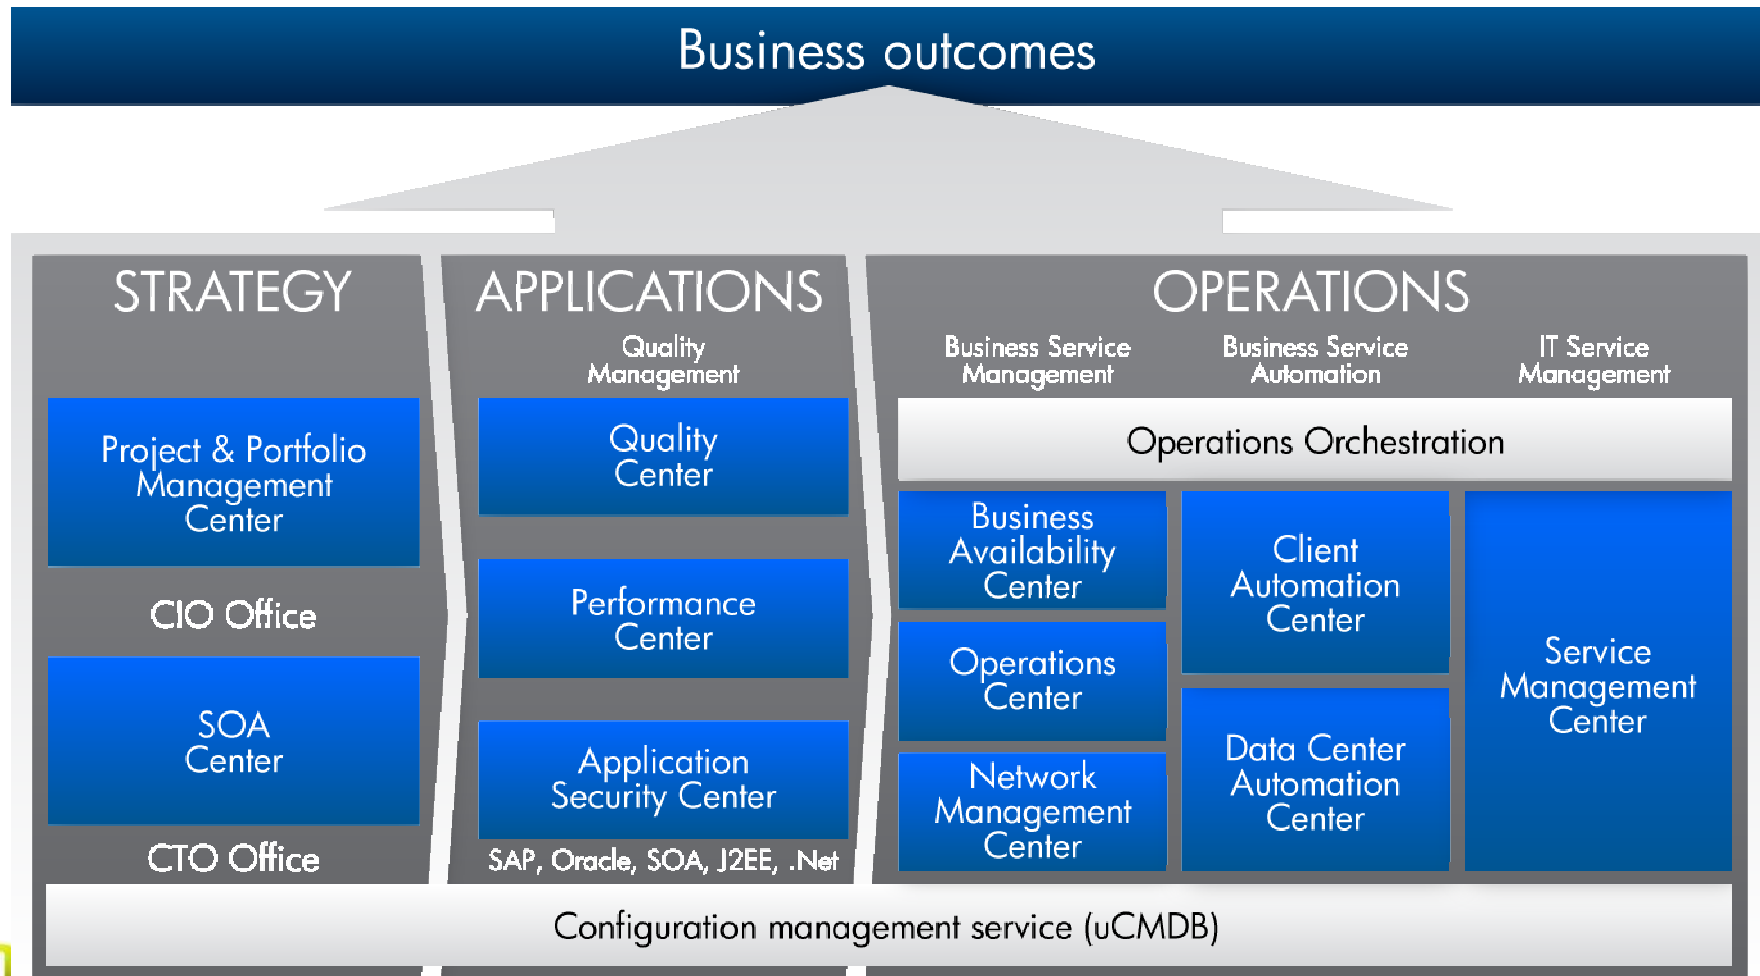 Business outcomes
STRATEGY
Project & Portfolio
Management
Center
CIO Office
SOA
Center
CTO Office
APPLICATIONS
Quality
Management
Quality
Center
Performance
Center
Application
Security Center
SAP, Oracle, SOA, J2EE, .Net
OPERATIONS
Business Service
Management
Business Service
Automation
IT Service
Management
Operations Orchestration
Business
Availability
Center
Operations
Center
Network
Management
Center
Client
Automation
Center
Data Center
Automation
Center
Service
Management
Center
Configuration management service (uCMDB)